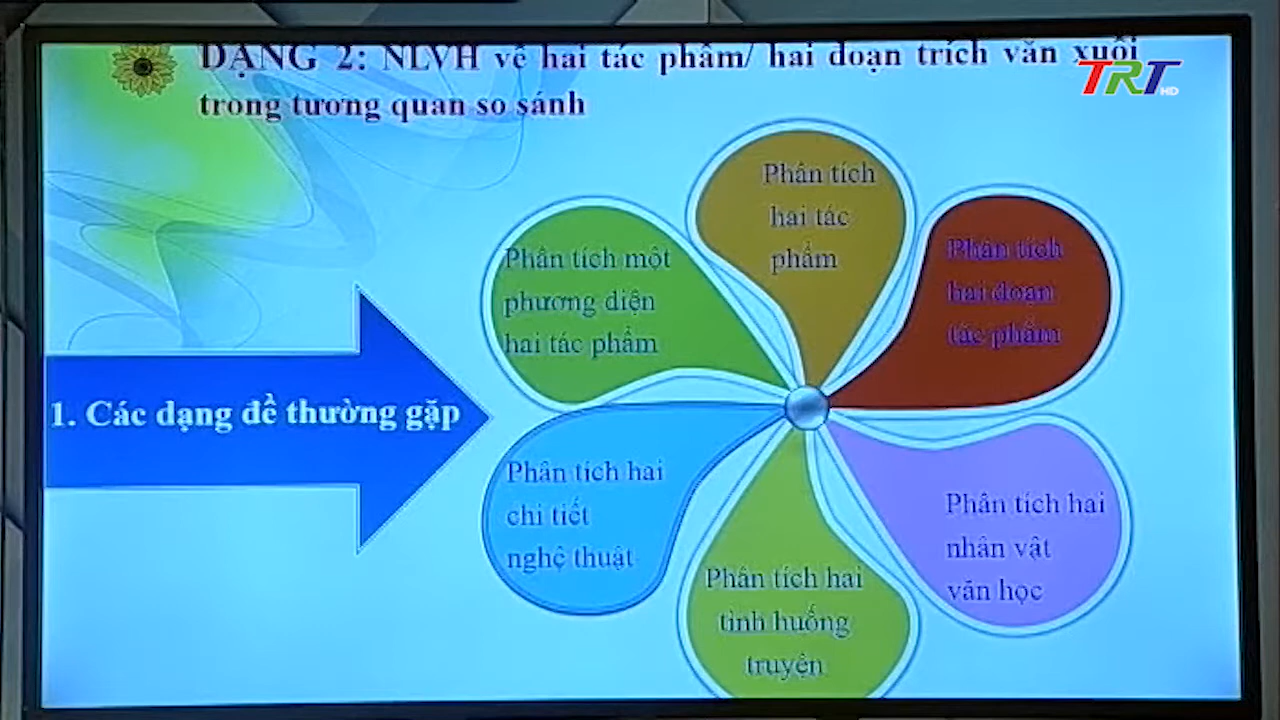 DẠNG 2: NLVH về hai tác phẩm/ hai đoạn trích văn xuôi
trong tương quan so sánh
TRT HD
Phân tích
hai tác
phẩm
Phân tích
hai đoạn
tác phẩm
Phân tích một
phương diện
hai tác phẩm
1. Các dạng đề thường gặp
Phân tích hai
chi tiết
nghệ thuật
Phân tích hai
nhân vật
văn học
Phân tích hai
tình huống
truyện